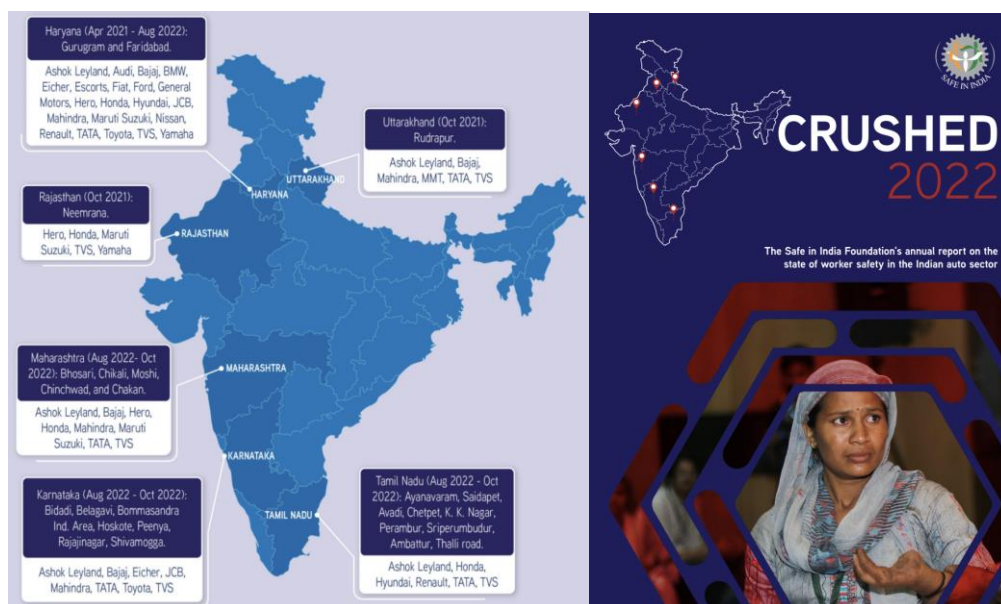 Haryana (Apr 2021 - Aug 2022):
Gurugram and Faridabad.
Ashok Leyland, Audi, Bajaj, BMW,
Eicher, Escorts, Fiat, Ford, General
Motors, Hero, Honda, Hyundai, JCB,
Mahindra, Maruti Suzuki, Nissan,
Renault, TATA, Toyota, TVS, Yamaha
Uttarakhand (Oct 2021):
Rudrapur.
Ashok Leyland, Bajaj,
Mahindra, MMT, TATA, TVS
UTTARAKHAND
HARYANA
Rajasthan (Oct 2021):
Neemrana.
Hero, Honda, Maruti
Suzuki, TVS, Yamaha
RAJASTHAN
Maharashtra (Aug 2022- Oct
2022): Bhosari, Chikali, Moshi,
Chinchwad, and Chakan.
Ashok Leyland, Bajaj, Hero,
Honda, Mahindra, Maruti
Suzuki, TATA, TVS
MAHARASHTRA
KARNATAKA
Karnataka (Aug 2022 - Oct 2022):
Bidadi, Belagavi, Bommasandra
Ind. Area, Hoskote, Peenya,
Rajajinagar, Shivamogga.
Ashok Leyland, Bajaj, Eicher, JCB,
Mahindra, TATA, Toyota, TVS
TAMIL NADU
Tamil Nadu (Aug 2022 - Oct
2022): Ayanavaram, Saidapet,
Avadi, Chetpet, K. K. Nagar,
Perambur, Sriperumbudur,
Ambattur, Thalli road.
Ashok Leyland, Honda,
Hyundai, Renault, TATA, TVS
SAFE IN INDIA
CRUSHED
2022
The Safe in India Foundation's annual report on the
state of worker safety in the Indian auto sector